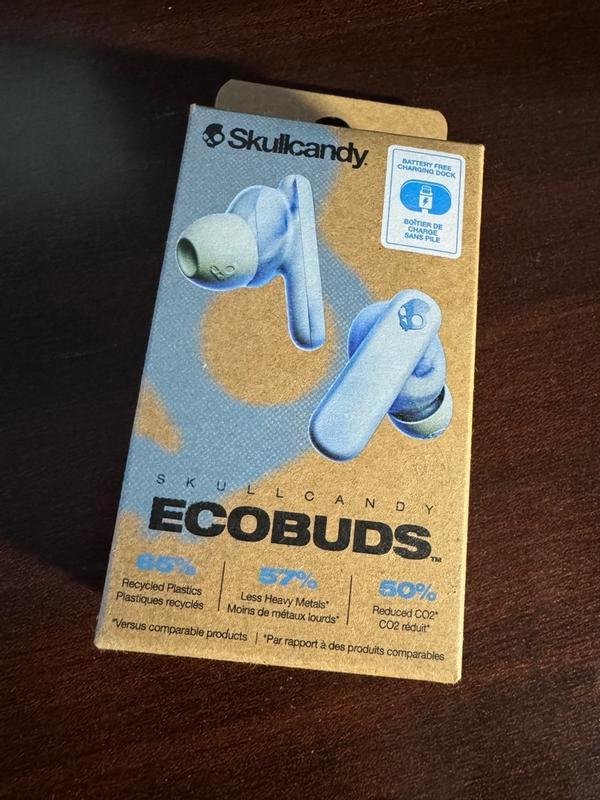 Skullcandy.
BATTERY FREE
CHARGING DOCK
BOÎTIER DE
CHARGE
SANS PILE
SKULLCANDY
ECOBUDS™
65%
Recycled Plastics
Plastiques recyclés
57%
Less Heavy Metals*
Moins de métaux lourds*
50%
Reduced CO2*
CO2 réduit*
*Versus comparable products | *Par rapport à des produits comparables